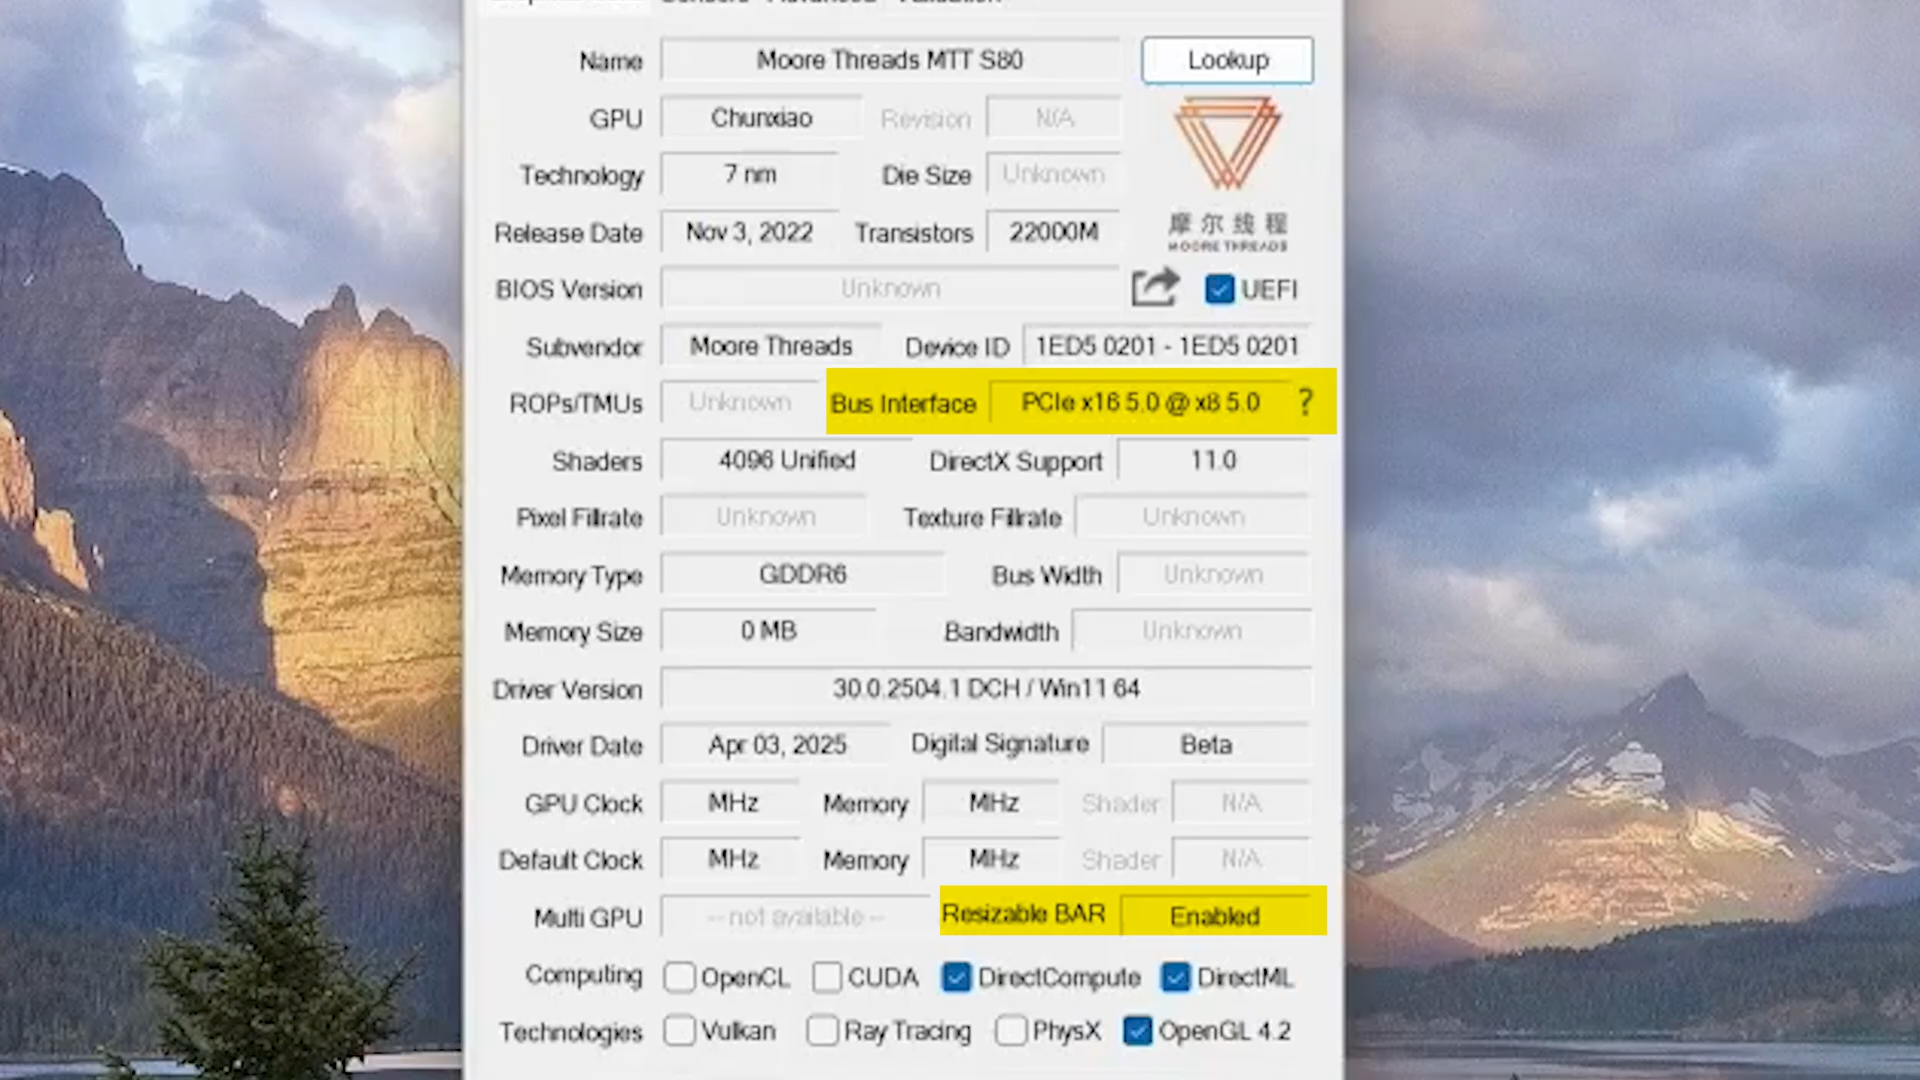 Name Moore Threads MTT S80 Lookup
GPU Chunxiao Revision N/A
Technology 7 nm Die Size Unknown
Release Date Nov 3, 2022 Transistors 22000M
摩尔线程
MOORE THREADS
BIOS Version Unknown UEFI
Subvendor Moore Threads Device ID 1ED5 0201 - 1ED5 0201
ROPs/TMUs Unknown Bus Interface PCIe x16 5.0 @ x8 5.0 ?
Shaders 4096 Unified DirectX Support 11.0
Pixel Fillrate Unknown Texture Fillrate Unknown
Memory Type GDDR6 Bus Width Unknown
Memory Size 0 MB Bandwidth Unknown
Driver Version 30.0.2504.1 DCH / Win11 64
Driver Date Apr 03, 2025 Digital Signature Beta
GPU Clock MHz Memory MHz Shader N/A
Default Clock MHz Memory MHz Shader N/A
Multi GPU -- not available -- Resizable BAR Enabled
Computing OpenCL CUDA DirectCompute DirectML
Technologies Vulkan Ray Tracing PhysX OpenGL 4.2